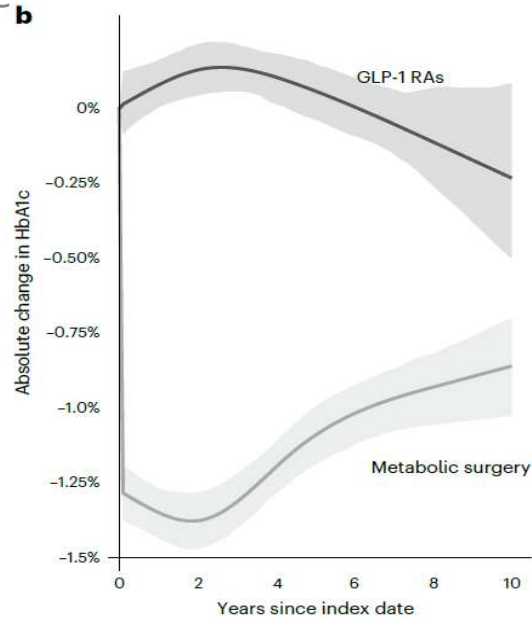 b
GLP-1 RAs
0%
−0.25%
−0.50%
−0.75%
−1.0%
−1.25%
−1.5%
Absolute change in HbA1c
Metabolic surgery
0 2 4 6 8 10
Years since index date